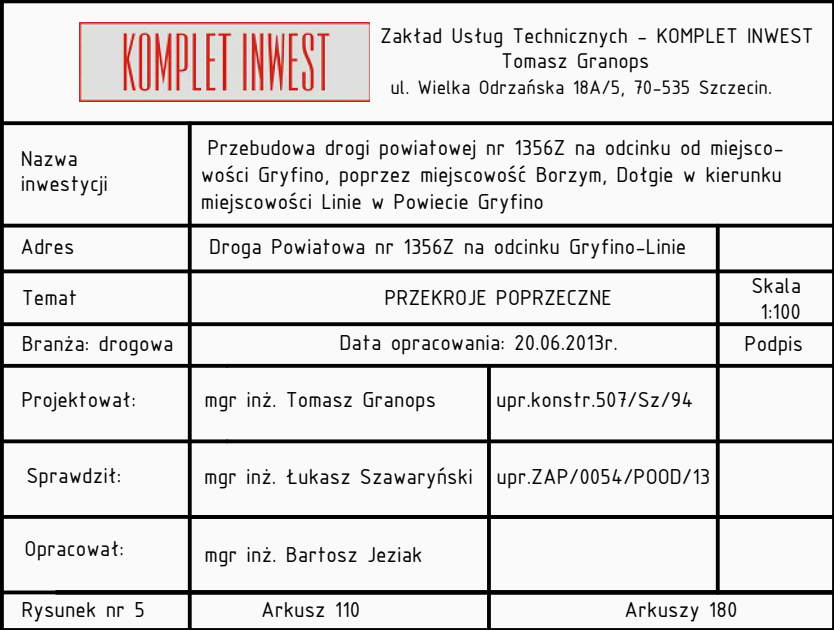 KOMPLET INWEST
Zakład Usług Technicznych - KOMPLET INWEST
Tomasz Granops
ul. Wielka Odrzańska 18A/5, 70-535 Szczecin.
Nazwa
inwestycji
Przebudowa drogi powiatowej nr 1356Z na odcinku od miejsco-
wości Gryfino, poprzez miejscowość Borzym, Dołgie w kierunku
miejscowości Linie w Powiecie Gryfino
Adres
Droga Powiatowa nr 1356Z na odcinku Gryfino-Linie
Temat
PRZEKROJE POPRZECZNE
Skala
1:100
Branża: drogowa
Data opracowania: 20.06.2013r.
Podpis
Projektował:
mgr inż. Tomasz Granops
upr.konstr.507/Sz/94
Sprawdził:
mgr inż. Łukasz Szawaryński
upr.ZAP/0054/POOD/13
Opracował:
mgr inż. Bartosz Jeziak
Rysunek nr 5
Arkusz 110
Arkuszy 180